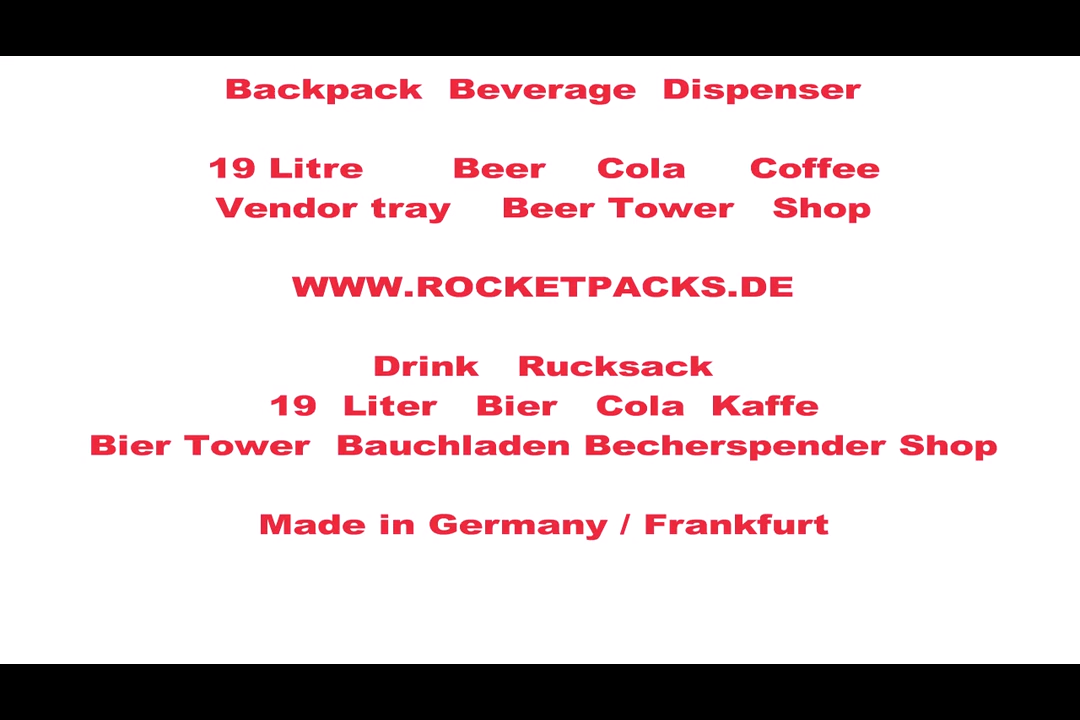 Backpack Beverage Dispenser
19 Litre Beer Cola Coffee
Vendor tray Beer Tower Shop
WWW.ROCKETPACKS.DE
Drink Rucksack
19 Liter Bier Cola Kaffe
Bier Tower Bauchladen Becherspender Shop
Made in Germany / Frankfurt